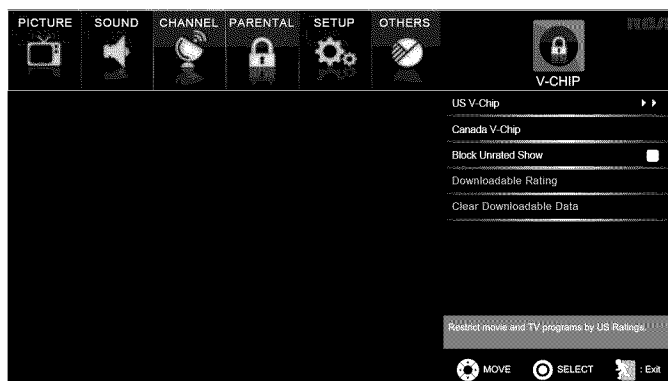 PICTURE SOUND CHANNEL PARENTAL SETUP OTHERS
RCA
V-CHIP
US V-Chip
Canada V-Chip
Block Unrated Show
Downloadable Rating
Clear Downloadable Data
Restrict movie and TV programs by US Ratings.
MOVE SELECT : Exit